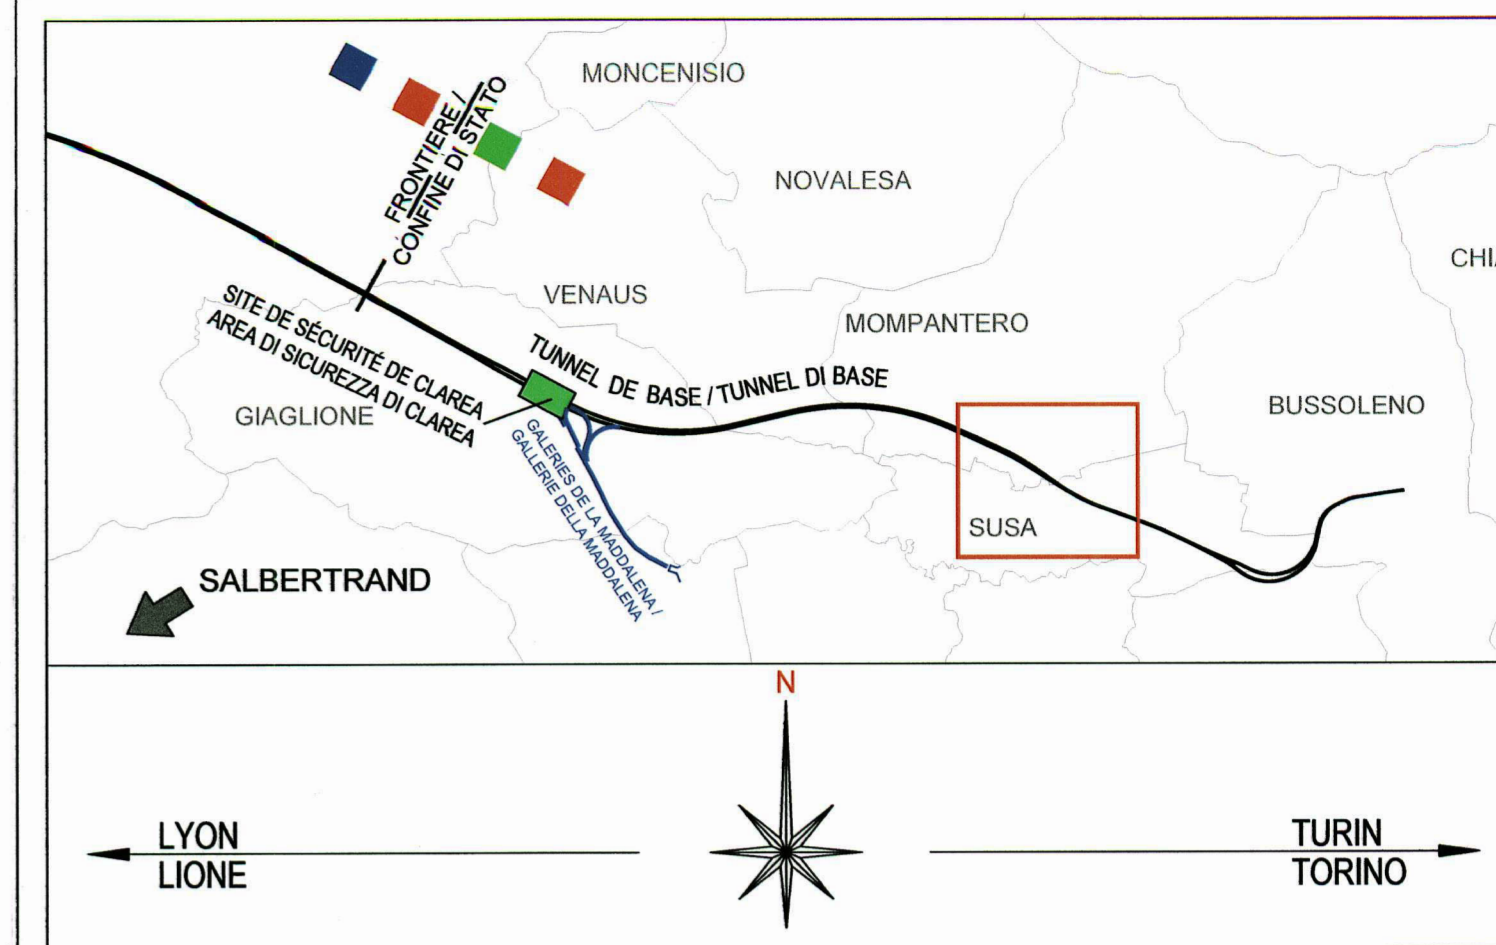 MONCENISIO
FRONTIERE /
CONFINE DI STATO
NOVALESA
CHI
VENAUS
SITE DE SÉCURITÉ DE CLAREA
AREA DI SICUREZZA DI CLAREA
MOMPANTERO
TUNNEL DE BASE / TUNNEL DI BASE
GIAGLIONE
BUSSOLENO
GALERIES DE LA MADDALENA /
GALLERIE DELLA MADDALENA
SUSA
SALBERTRAND
N
LYON
LIONE
TURIN
TORINO